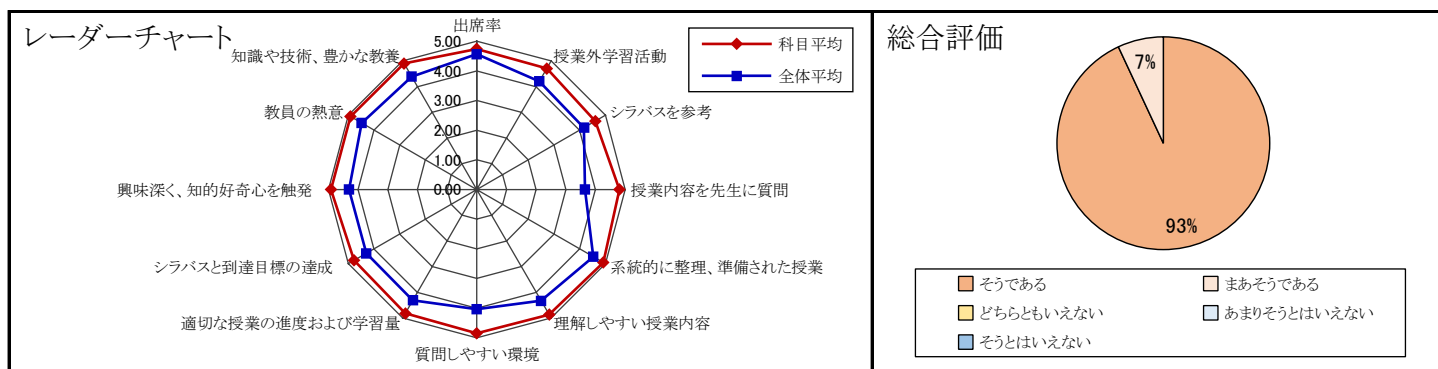 レーダーチャート
出席率
授業外学習活動
シラバスを参考
授業内容を先生に質問
系統的に整理、準備された授業
理解しやすい授業内容
質問しやすい環境
適切な授業の進度および学習量
シラバスと到達目標の達成
興味深く、知的好奇心を触発
教員の熱意
知識や技術、豊かな教養
5.00
4.00
3.00
2.00
1.00
0.00
科目平均
全体平均
総合評価
7%
93%
そうである
まあそうである
どちらともいえない
あまりそうとはいえない
そうとはいえない